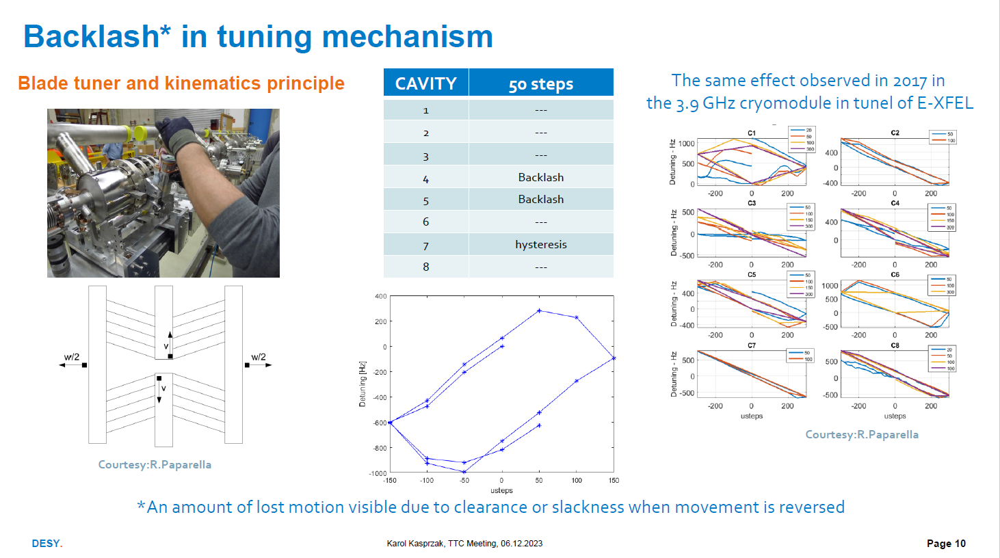 Backlash* in tuning mechanism
Blade tuner and kinematics principle
w/2
v
w/2
v
Courtesy:R.Paparella
CAVITY 50 steps
1 ---
2 ---
3 ---
4 Backlash
5 Backlash
6 ---
7 hysteresis
8 ---
400
200
0
-200
-400
-600
-800
-1000
Detuning [Hz]
-150 -100 -50 0 50 100 150
usteps
The same effect observed in 2017 in
the 3.9 GHz cryomodule in tunel of E-XFEL
C1
20
50
100
300
Detuning - Hz
1000
500
0
-200 0 200
C2
50
100
400
0
-400
-200 0 200
C3
50
100
150
300
Detuning - Hz
500
0
-500
-200 0 200
C4
50
100
150
300
400
0
-200 0 200
C5
50
100
150
300
Detuning - Hz
400
0
-400
-200 0 200
C6
50
100
300
1000
500
0
-500
-200 0 200
C7
50
100
Detuning - Hz
500
0
-500
-200 0 200
usteps
C8
20
50
100
100
500
0
-500
-200 0 200
usteps
Courtesy:R.Paparella
*An amount of lost motion visible due to clearance or slackness when movement is reversed
DESY.
Karol Kasprzak, TTC Meeting, 06.12.2023
Page 10